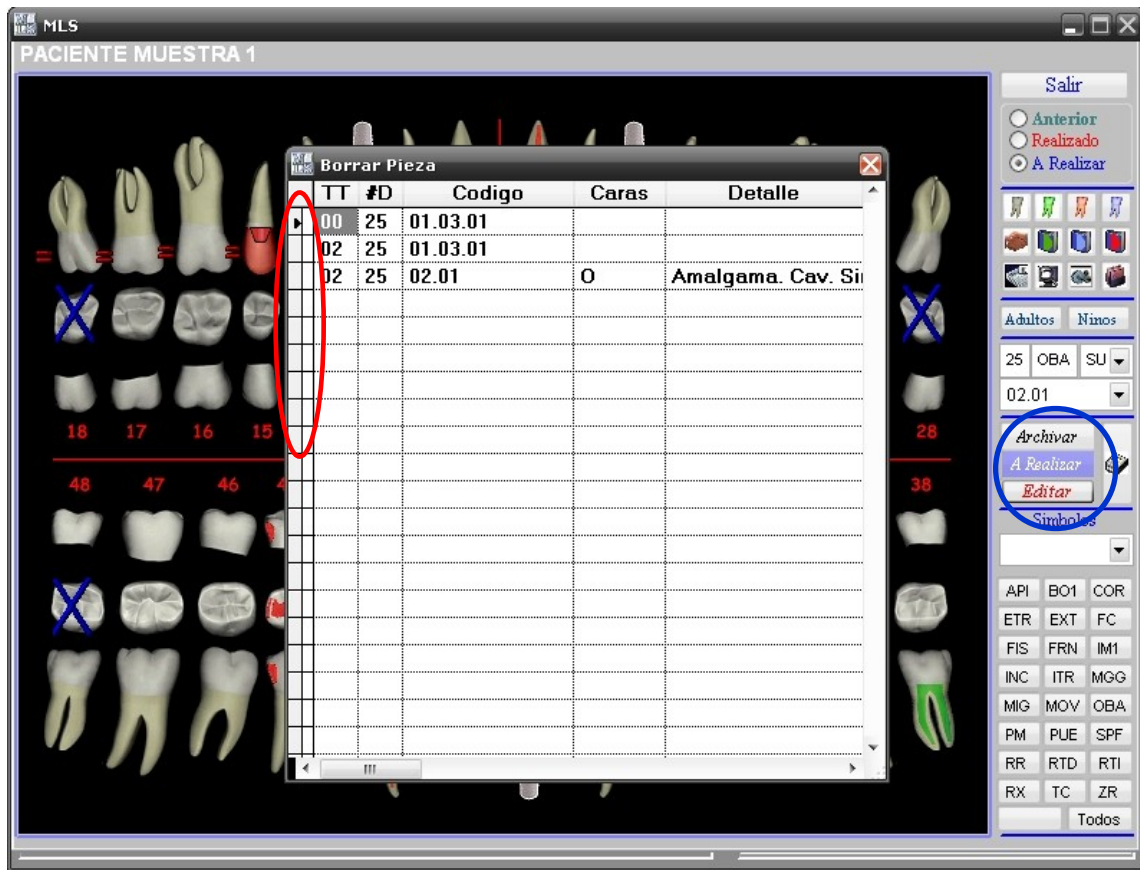 MLS
PACIENTE MUESTRA 1
Salir
Anterior
Realizado
A Realizar
Adultos Ninos
25 OBA SU
02.01
Archivar
A Realizar
Editar
Simbolos
API BO1 COR
ETR EXT FC
FIS FRN IM1
INC ITR MGG
MIG MOV OBA
PM PUE SPF
RR RTD RTI
RX TC ZR
Todos
Borrar Pieza
TT #D Codigo Caras Detalle
00 25 01.03.01
02 25 01.03.01
02 25 02.01 O Amalgama. Cav. Sin
18 17 16 15 28
48 47 46 4 38